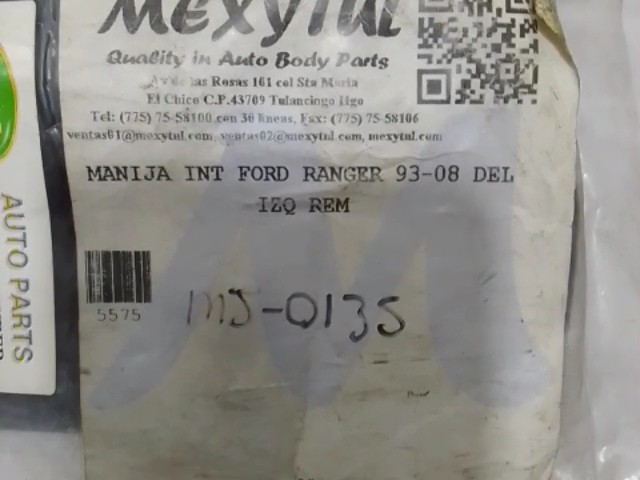 MEXYTUL
Quality in Auto Body Parts
Av de las Rosas 161 col Sta Maria
El Chico C.P.43709 Tulancingo Hgo
Tel: (775) 75-58100 con 30 lineas, Fax: (775) 75-58106
ventas01@mexytul.com, ventas02@mexytul.com, mexytul.com
MANIJA INT FORD RANGER 93-08 DEL
IZQ REM
5575
MJ-0135
AUTO PARTS